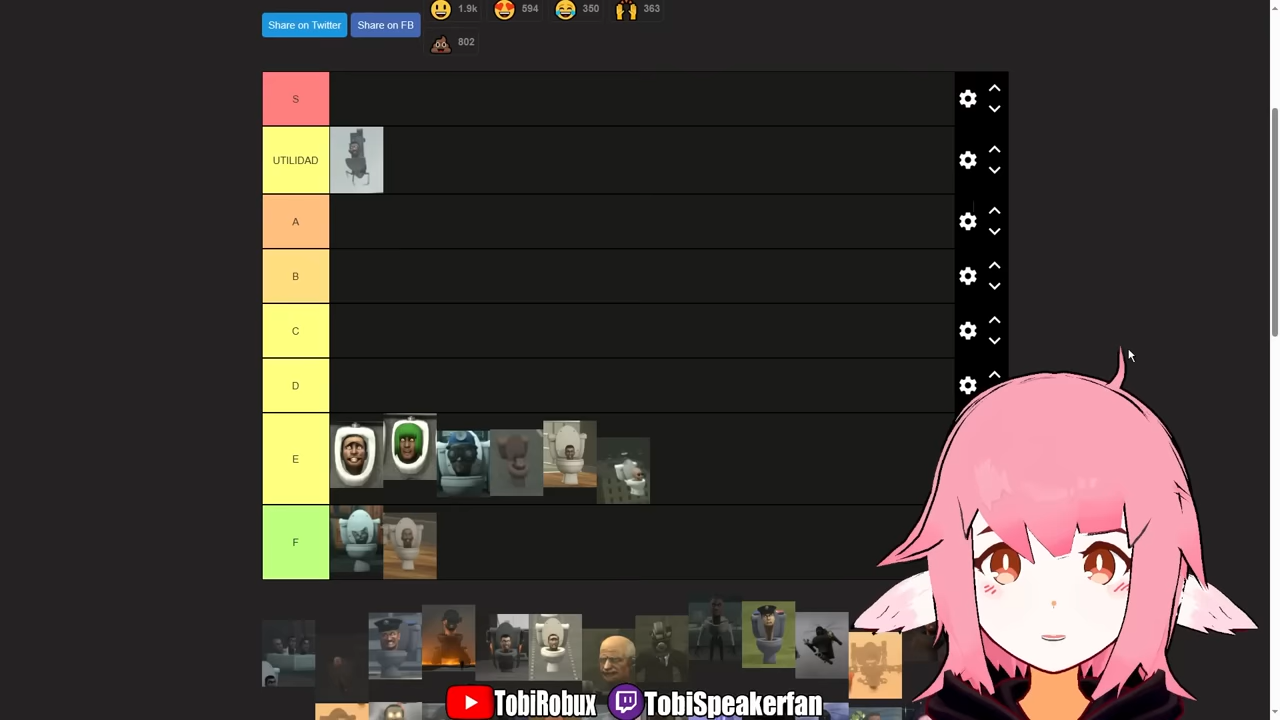 1.9k 594 350 363
Share on Twitter Share on FB
802
S
UTILIDAD
A
B
C
D
E
F
TobiRobux TobiSpeakerfan